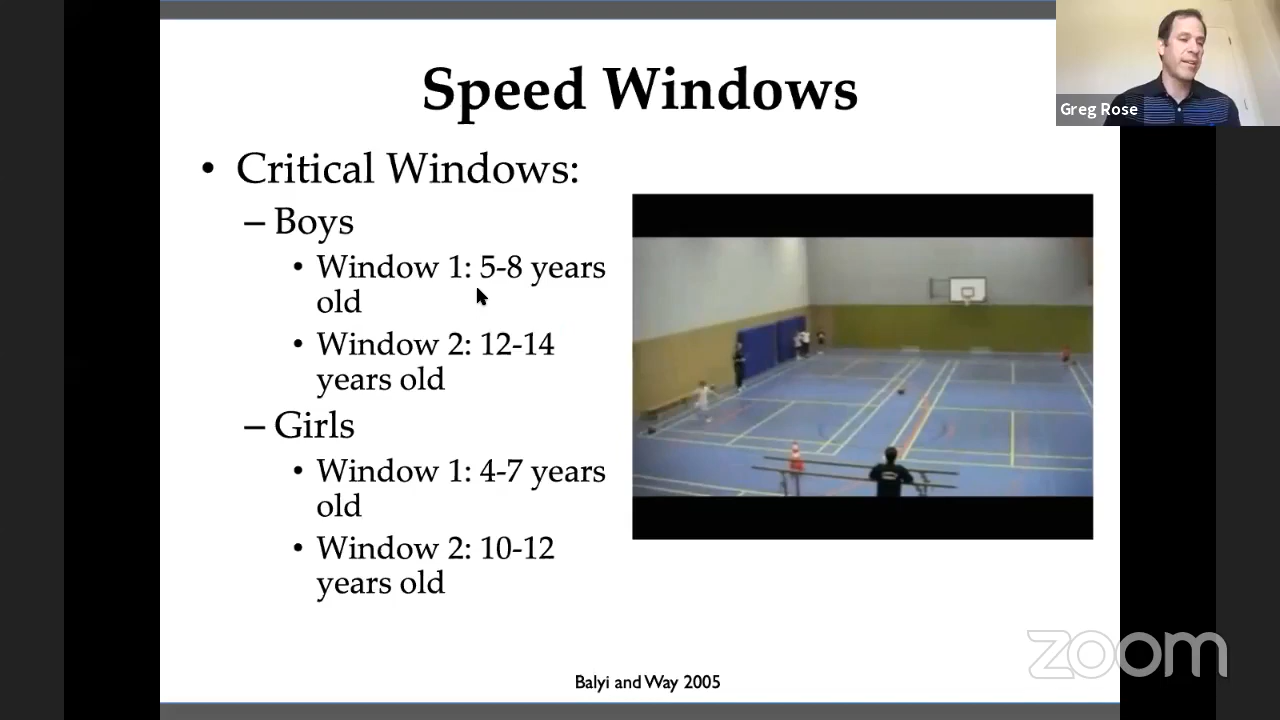 Speed Windows
Greg Rose
• Critical Windows:
– Boys
• Window 1: 5-8 years
old
• Window 2: 12-14
years old
– Girls
• Window 1: 4-7 years
old
• Window 2: 10-12
years old
Balyi and Way 2005
zoom